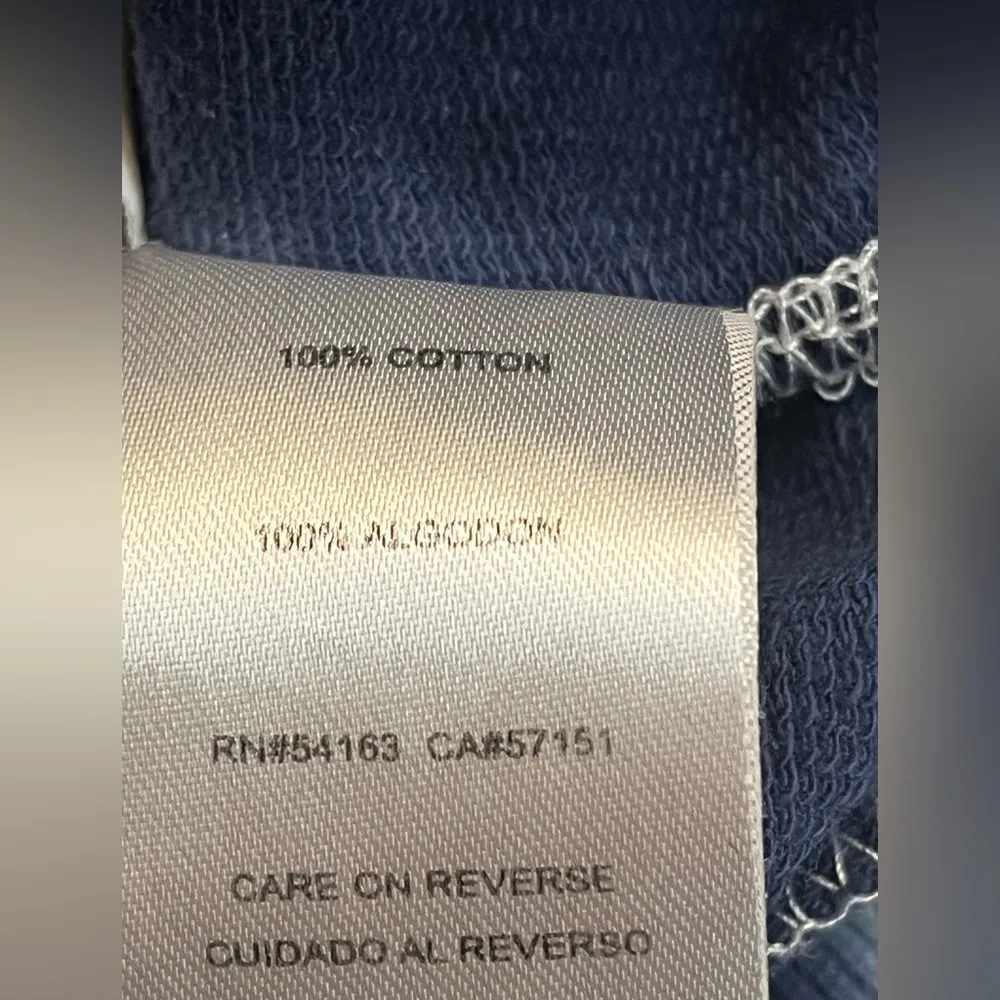 100% COTTON
100% ALGODON
RN#54163 CA#57151
CARE ON REVERSE
CUIDADO AL REVERSO